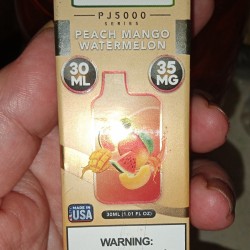 PJ5000
SERIES
PEACH MANGO
WATERMELON
30
ML
35
MG
MADE IN
USA
30ML (1.01 FL OZ)
WARNING: